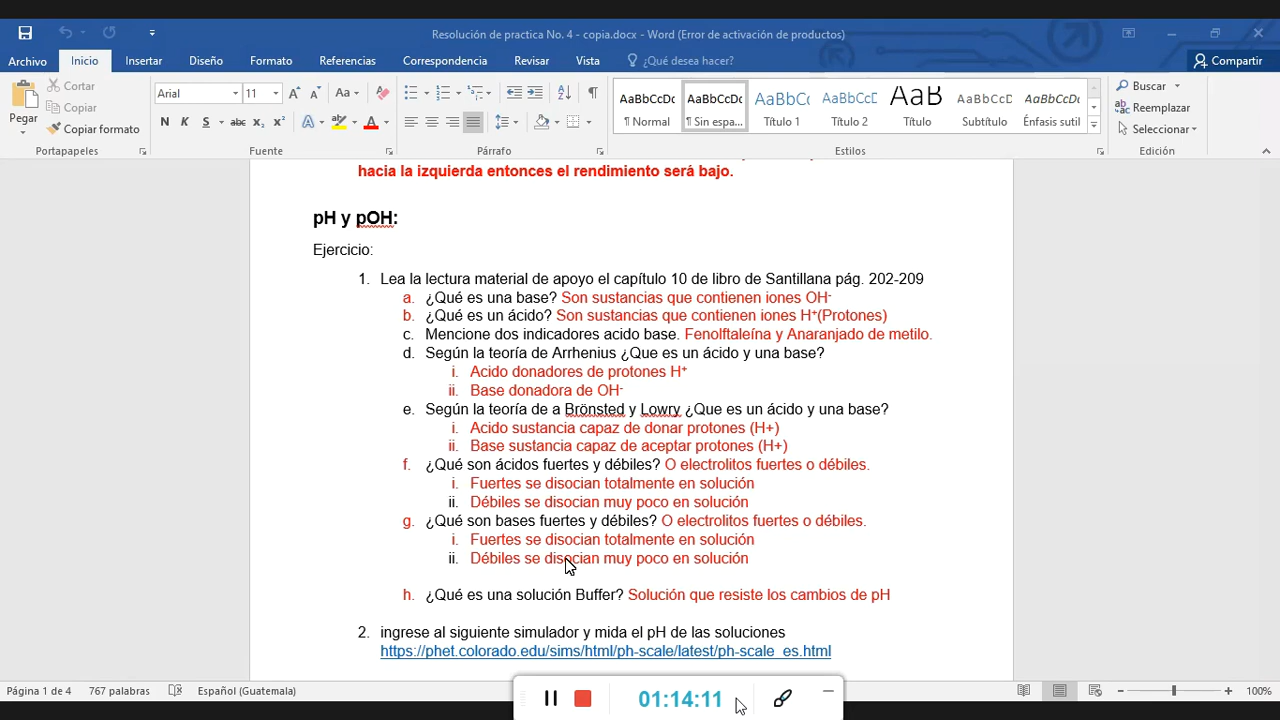 Resolución de practica No. 4 - copia.docx - Word (Error de activación de productos)
Archivo Inicio Insertar Diseño Formato Referencias Correspondencia Revisar Vista ¿Qué desea hacer? Compartir
Pegar
Cortar
Copiar
Copiar formato
Portapapeles
Arial 11
Aa
N K S abc x₂ x²
A A
Fuente
Párrafo
AaBbCcDc AaBbCcDc AaBbCc AaBbCcD AaB AaBbCcD AaBbCcDc
¶ Normal ¶ Sin espa... Título 1 Título 2 Título Subtítulo Énfasis sutil
Estilos
Buscar
Reemplazar
Seleccionar
Edición
hacia la izquierda entonces el rendimiento será bajo.
pH y pOH:
Ejercicio:
1. Lea la lectura material de apoyo el capítulo 10 de libro de Santillana pág. 202-209
a. ¿Qué es una base? Son sustancias que contienen iones OH⁻
b. ¿Qué es un ácido? Son sustancias que contienen iones H⁺(Protones)
c. Mencione dos indicadores acido base. Fenolftaleína y Anaranjado de metilo.
d. Según la teoría de Arrhenius ¿Que es un ácido y una base?
i. Acido donadores de protones H⁺
ii. Base donadora de OH⁻
e. Según la teoría de a Brönsted y Lowry ¿Que es un ácido y una base?
i. Acido sustancia capaz de donar protones (H+)
ii. Base sustancia capaz de aceptar protones (H+)
f. ¿Qué son ácidos fuertes y débiles? O electrolitos fuertes o débiles.
i. Fuertes se disocian totalmente en solución
ii. Débiles se disocian muy poco en solución
g. ¿Qué son bases fuertes y débiles? O electrolitos fuertes o débiles.
i. Fuertes se disocian totalmente en solución
ii. Débiles se disocian muy poco en solución
h. ¿Qué es una solución Buffer? Solución que resiste los cambios de pH
2. ingrese al siguiente simulador y mida el pH de las soluciones
https://phet.colorado.edu/sims/html/ph-scale/latest/ph-scale_es.html
Página 1 de 4 767 palabras Español (Guatemala) 100%
01:14:11